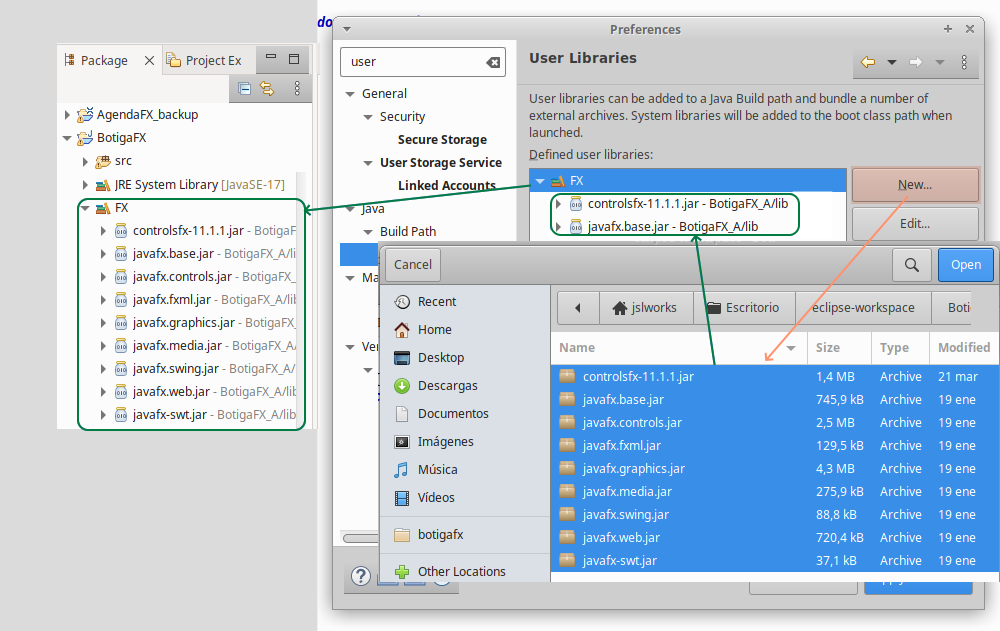 do
Package
Project Ex
AgendaFX_backup
BotigaFX
src
JRE System Library [JavaSE-17]
FX
controlsfx-11.1.1.jar - BotigaF
javafx.base.jar - BotigaFX_A/li
javafx.controls.jar - BotigaFX
javafx.fxml.jar - BotigaFX_A/lib
javafx.graphics.jar - BotigaFX
javafx.media.jar - BotigaFX_A
javafx.swing.jar - BotigaFX_A/
javafx.web.jar - BotigaFX_A/lib
javafx-swt.jar - BotigaFX_A/lib
Preferences
user
General
Security
Secure Storage
User Storage Service
Linked Accounts
Java
Build Path
Ma
Ver
User Libraries
User libraries can be added to a Java Build path and bundle a number of
external archives. System libraries will be added to the boot class path when
launched.
Defined user libraries:
FX
controlsfx-11.1.1.jar - BotigaFX_A/lib
javafx.base.jar - BotigaFX_A/lib
New...
Edit...
Cancel
Open
Recent
Home
Desktop
Descargas
Documentos
Imágenes
Música
Vídeos
botigafx
Other Locations
jslworks
Escritorio
eclipse-workspace
Boti
Name Size Type Modified
controlsfx-11.1.1.jar 1,4 MB Archive 21 mar
javafx.base.jar 745,9 kB Archive 19 ene
javafx.controls.jar 2,5 MB Archive 19 ene
javafx.fxml.jar 129,5 kB Archive 19 ene
javafx.graphics.jar 4,3 MB Archive 19 ene
javafx.media.jar 275,9 kB Archive 19 ene
javafx.swing.jar 88,8 kB Archive 19 ene
javafx.web.jar 720,4 kB Archive 19 ene
javafx-swt.jar 37,1 kB Archive 19 ene